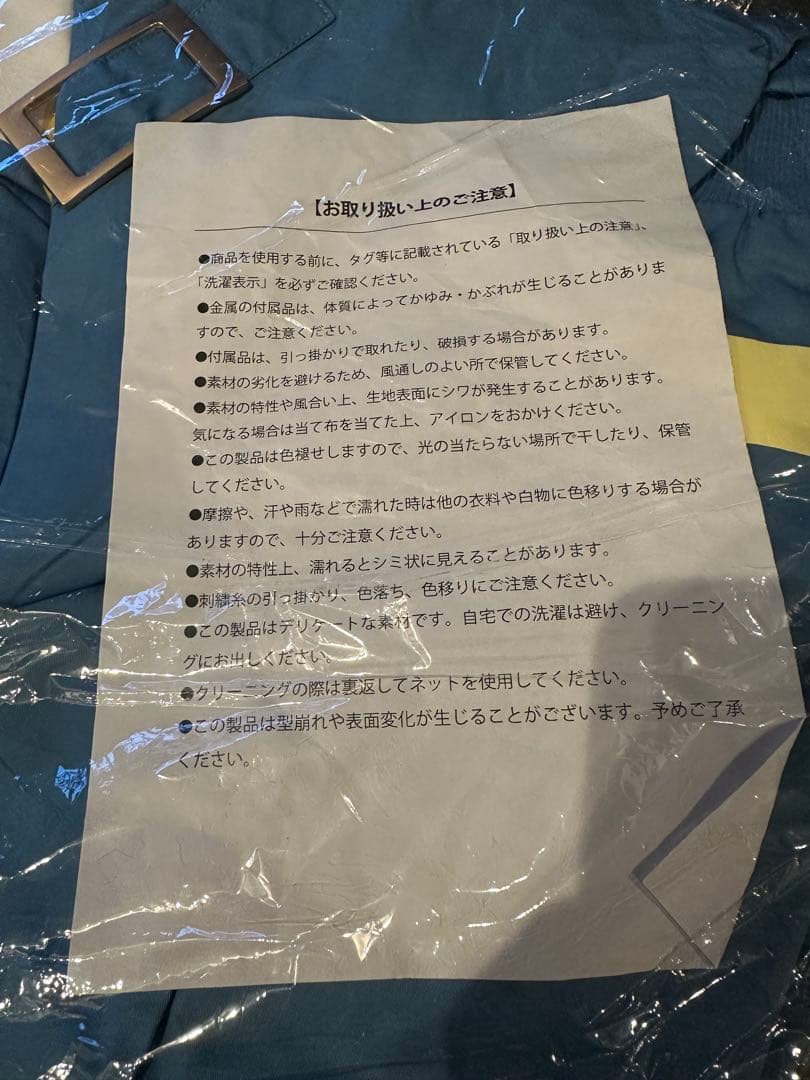 【お取り扱い上のご注意】
●商品を使用する前に、タグ等に記載されている「取り扱い上の注意」、
「洗濯表示」を必ずご確認ください。
●金属の付属品は、体質によってかゆみ・かぶれが生じることがありま
すので、ご注意ください。
●付属品は、引っ掛かりで取れたり、破損する場合があります。
●素材の劣化を避けるため、風通しのよい所で保管してください。
●素材の特性や風合い上、生地表面にシワが発生することがあります。
気になる場合は当て布を当てた上、アイロンをおかけください。
●この製品は色褪せしますので、光の当たらない場所で干したり、保管
してください。
●摩擦や、汗や雨などで濡れた時は他の衣料や白物に色移りする場合が
ありますので、十分ご注意ください。
●素材の特性上、濡れるとシミ状に見えることがあります。
●刺繍糸の引っ掛かり、色落ち、色移りにご注意ください。
●この製品はデリケートな素材です。自宅での洗濯は避け、クリーニン
グにお出しください。
●クリーニングの際は裏返してネットを使用してください。
●この製品は型崩れや表面変化が生じることがございます。予めご了承
ください。